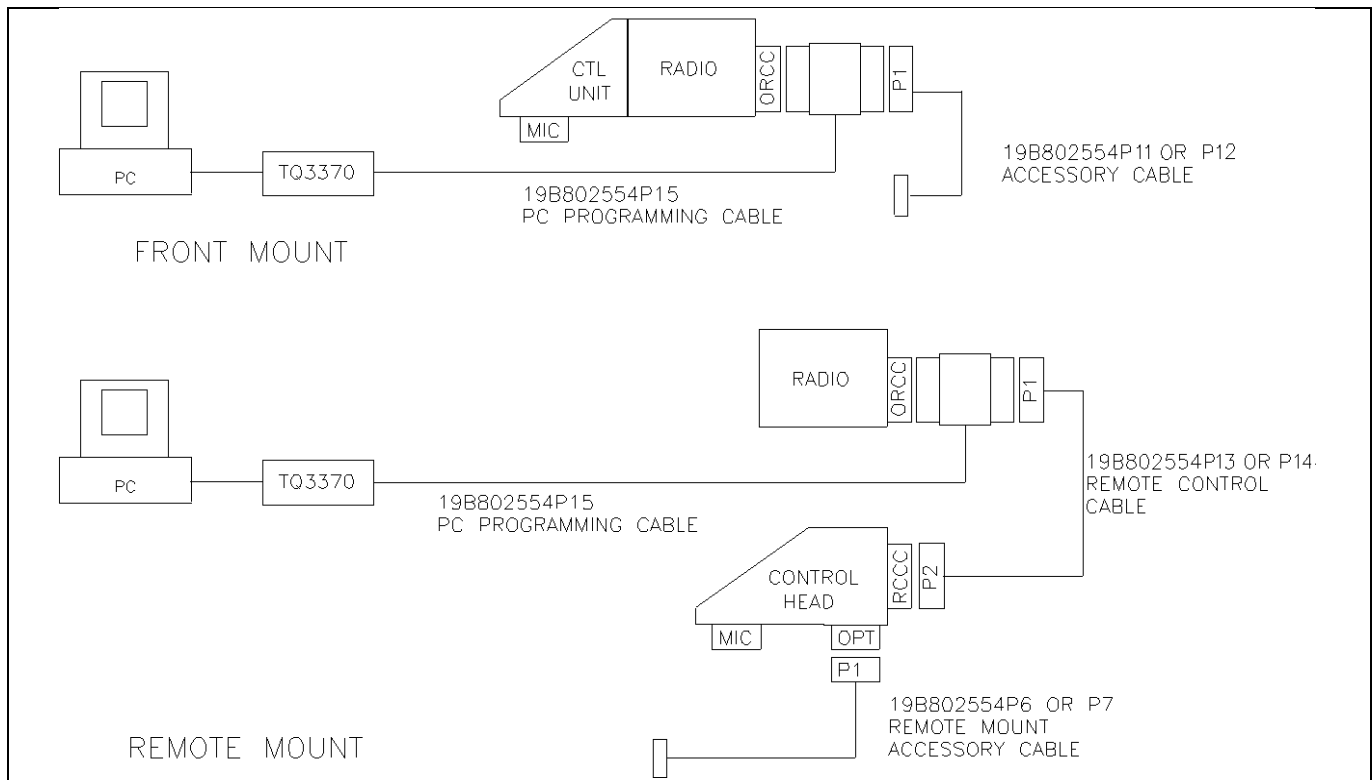 CTL
UNIT
RADIO
ORCC
P1
MIC
PC
TQ3370
19B802554P15
PC PROGRAMMING CABLE
19B802554P11 OR P12
ACCESSORY CABLE
FRONT MOUNT
RADIO
ORCC
P1
PC
TQ3370
19B802554P15
PC PROGRAMMING CABLE
19B802554P13 OR P14
REMOTE CONTROL
CABLE
CONTROL
HEAD
RCCC
P2
MIC
OPT
P1
19B802554P6 OR P7
REMOTE MOUNT
ACCESSORY CABLE
REMOTE MOUNT